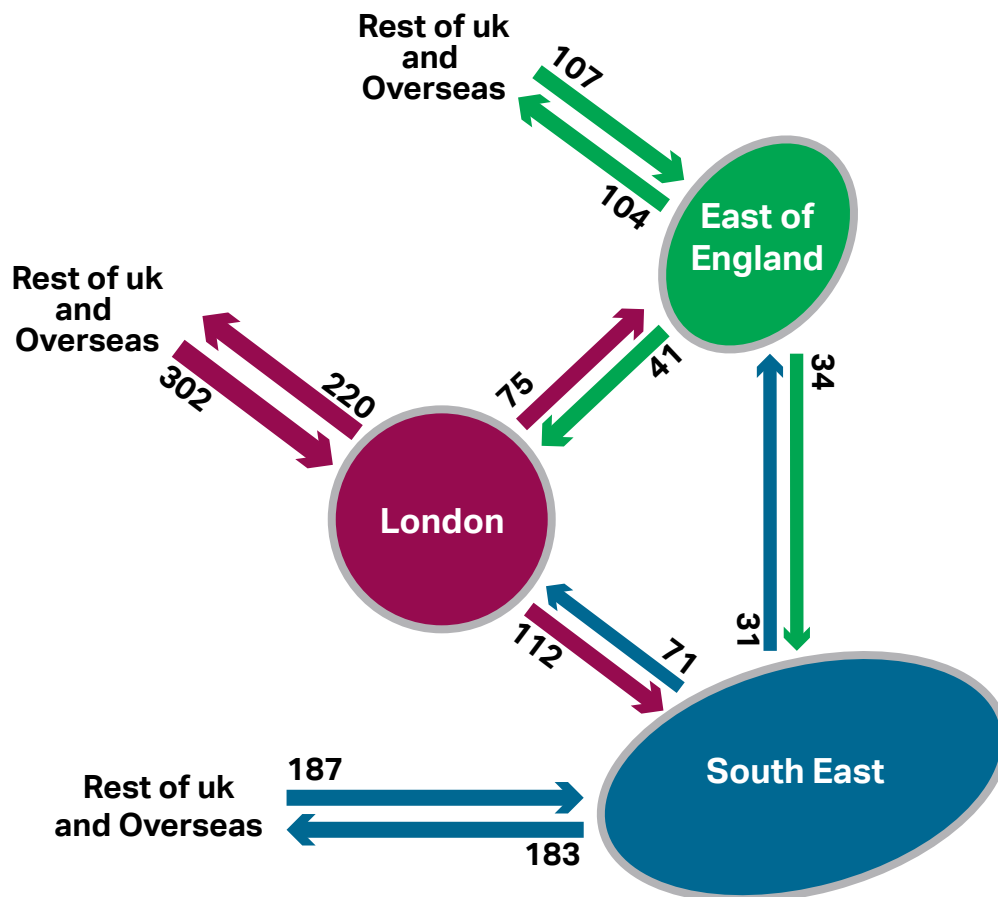 Rest of uk
and
Overseas
107
104
East of
England
Rest of uk
and
Overseas
302
220
75
41
34
London
112
71
31
South East
187
Rest of uk
and Overseas
183